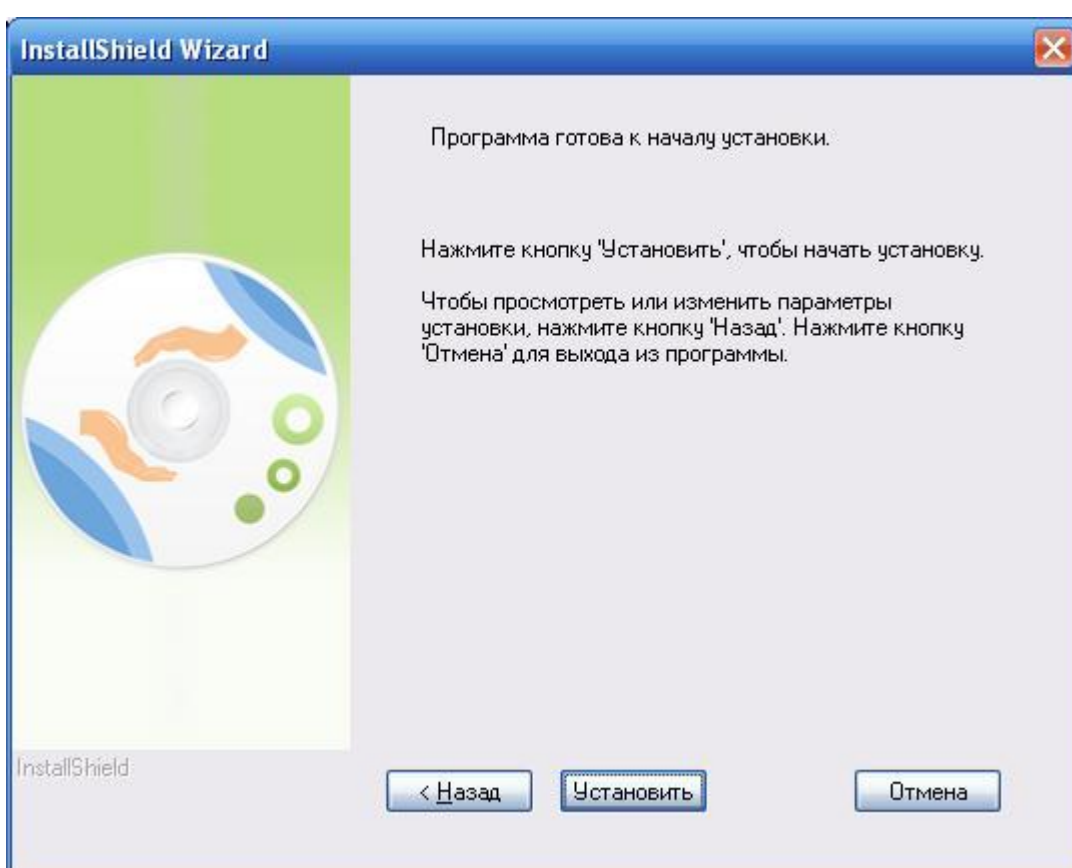 InstallShield Wizard
Программа готова к началу установки.
Нажмите кнопку 'Установить', чтобы начать установку.
Чтобы просмотреть или изменить параметры
установки, нажмите кнопку 'Назад'. Нажмите кнопку
'Отмена' для выхода из программы.
InstallShield
< Назад
Установить
Отмена